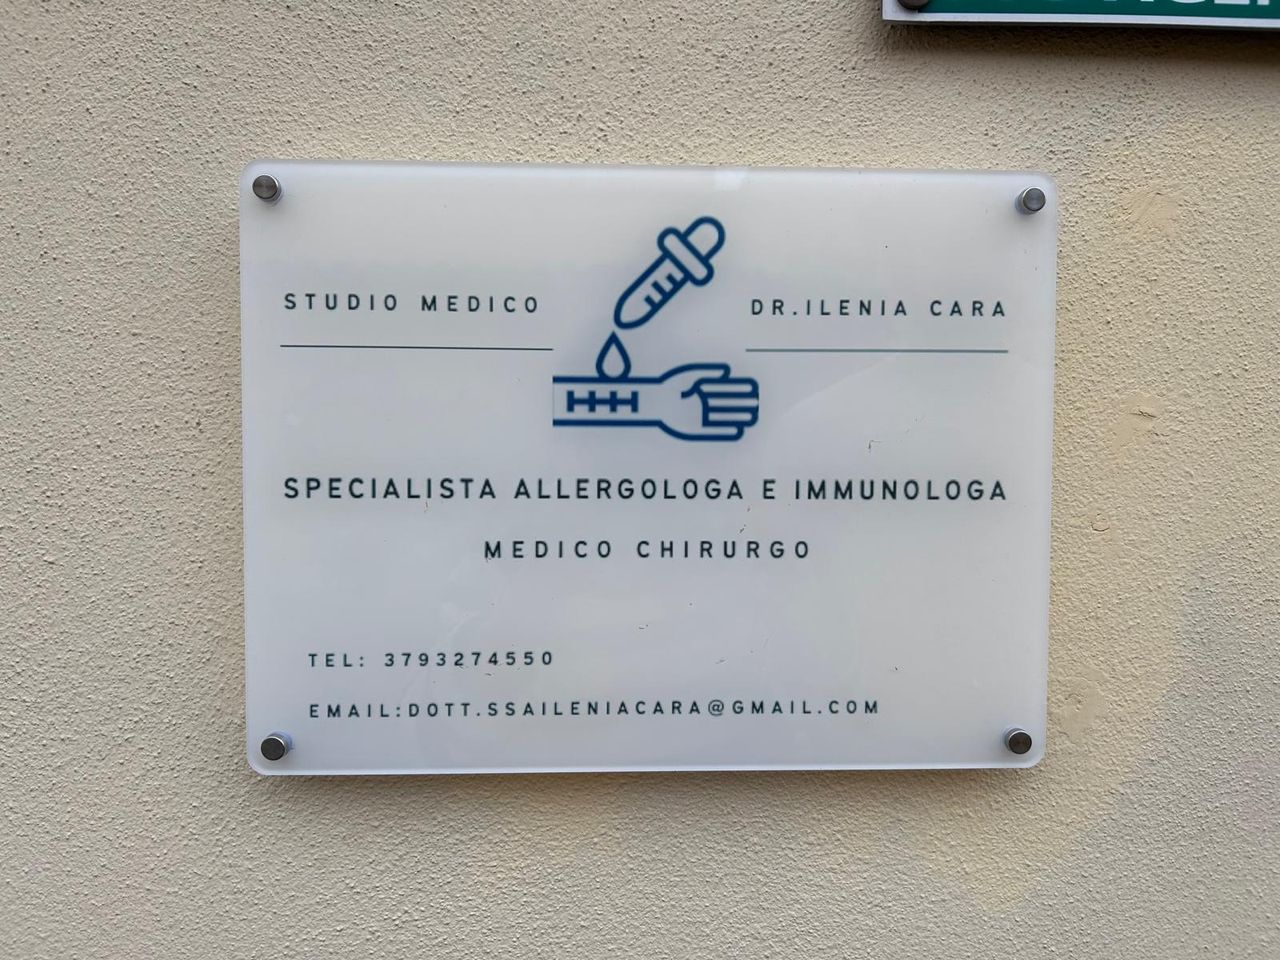 STUDIO MEDICO
DR.ILENIA CARA
SPECIALISTA ALLERGOLOGA E IMMUNOLOGA
MEDICO CHIRURGO
TEL: 3793274550
EMAIL:DOTT.SSAILENIACARA@GMAIL.COM